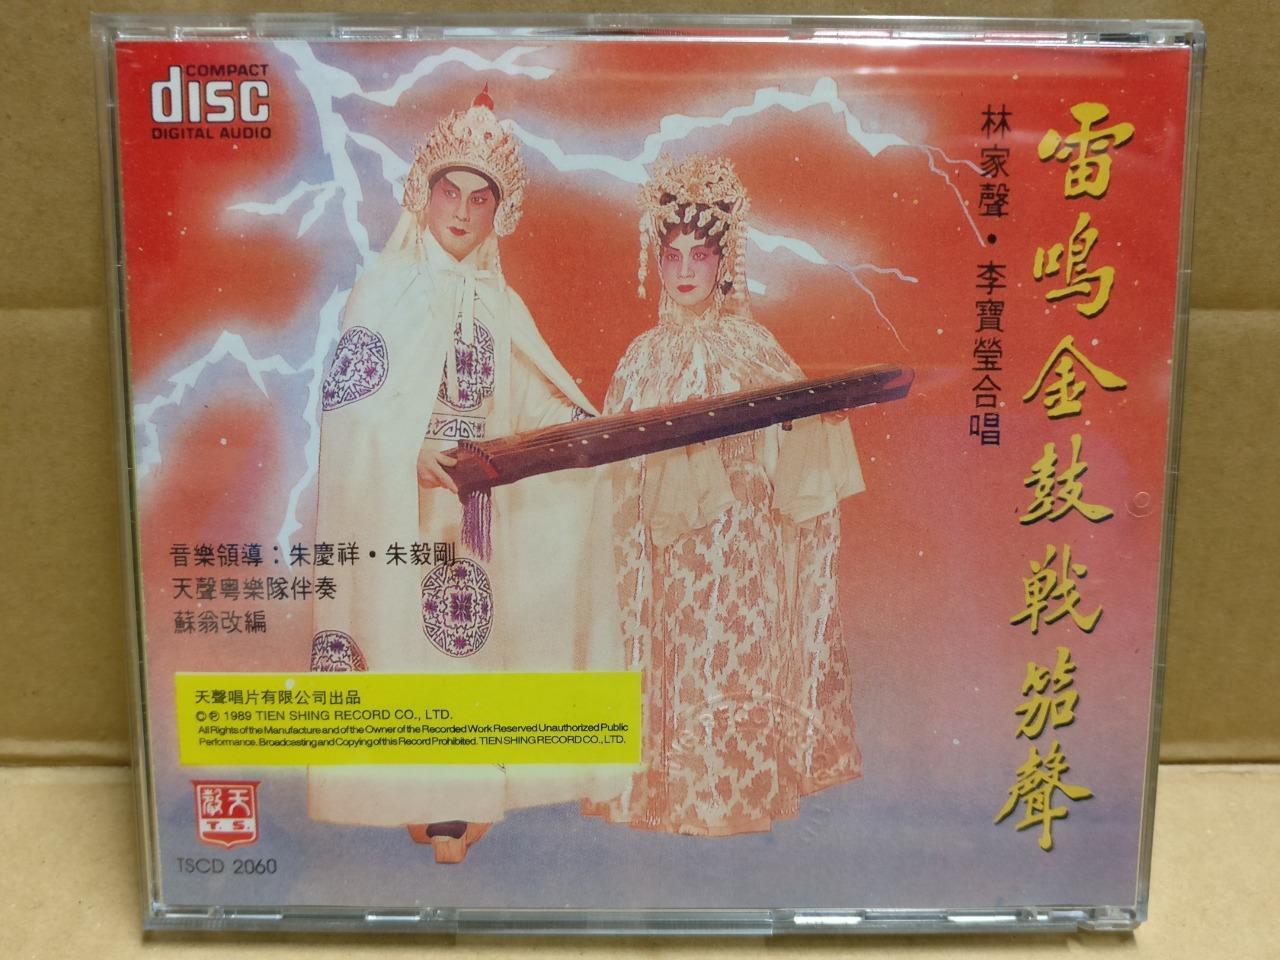 COMPACT
disc
DIGITAL AUDIO
雷鳴金鼓戰笳聲
林家聲・李寶瑩合唱
音樂領導：朱慶祥・朱毅剛
天聲粵樂隊伴奏
蘇翁改編
天聲唱片有限公司出品
© ℗ 1989 TIEN SHING RECORD CO., LTD.
All Rights of the Manufacture and of the Owner of the Recorded Work Reserved Unauthorized Public
Performance. Broadcasting and Copying of this Record Prohibited. TIEN SHING RECORD CO., LTD.
天聲
T.S.
TSCD 2060